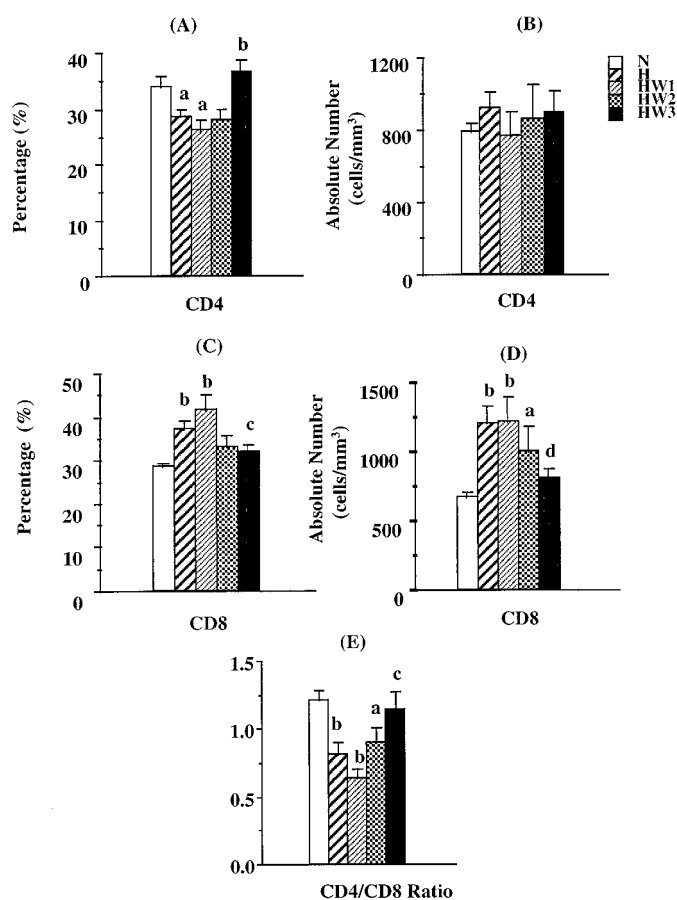 (A)
40
30
20
10
0
Percentage (%)
a
a
b
CD4
(B)
1200
800
400
0
Absolute Number
(cells/mm³)
CD4
N
H
HW1
HW2
HW3
(C)
50
40
30
20
10
0
Percentage (%)
b
b
c
CD8
(D)
1500
1000
500
0
Absolute Number
(cells/mm³)
b
b
a
d
CD8
(E)
1.5
1.0
0.5
0.0
b
b
a
c
CD4/CD8 Ratio